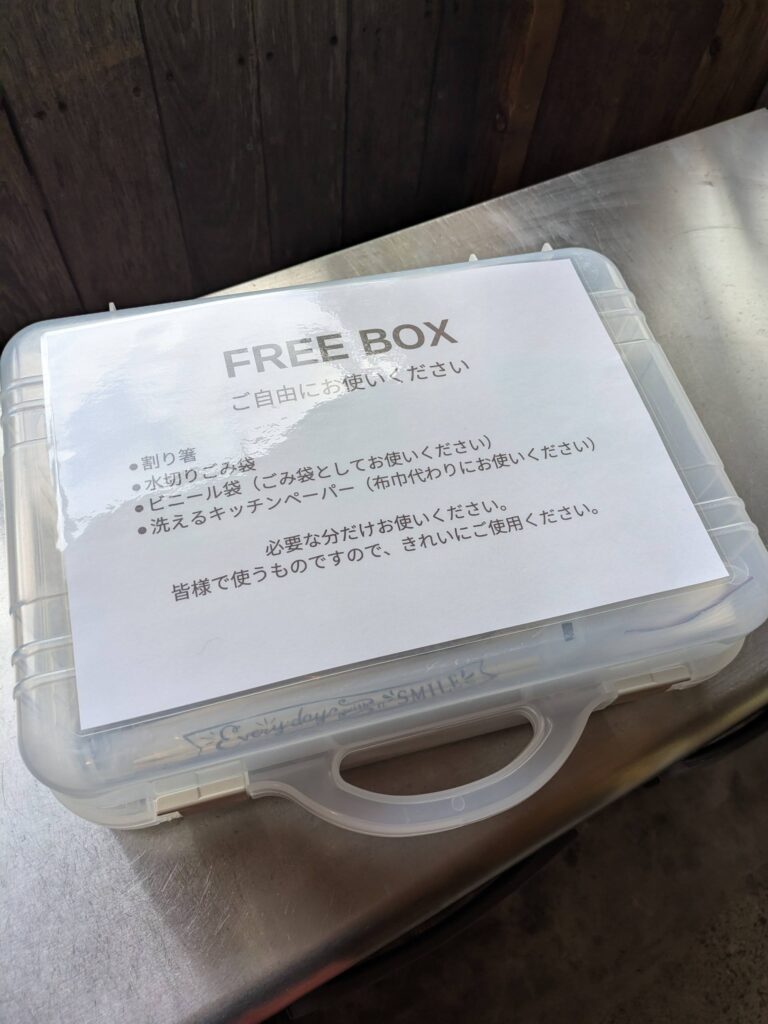 FREE BOX
ご自由にお使いください
●割り箸
●水切りごみ袋
●ビニール袋（ごみ袋としてお使いください）
●洗えるキッチンペーパー（布巾代わりにお使いください）
必要な分だけお使いください。
皆様で使うものですので、きれいにご使用ください。
SMILE